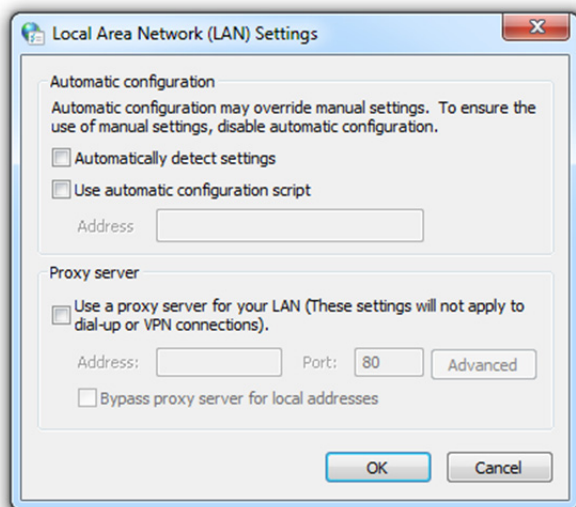 Local Area Network (LAN) Settings
Automatic configuration
Automatic configuration may override manual settings. To ensure the
use of manual settings, disable automatic configuration.
Automatically detect settings
Use automatic configuration script
Address
Proxy server
Use a proxy server for your LAN (These settings will not apply to
dial-up or VPN connections).
Address: Port: 80 Advanced
Bypass proxy server for local addresses
OK Cancel